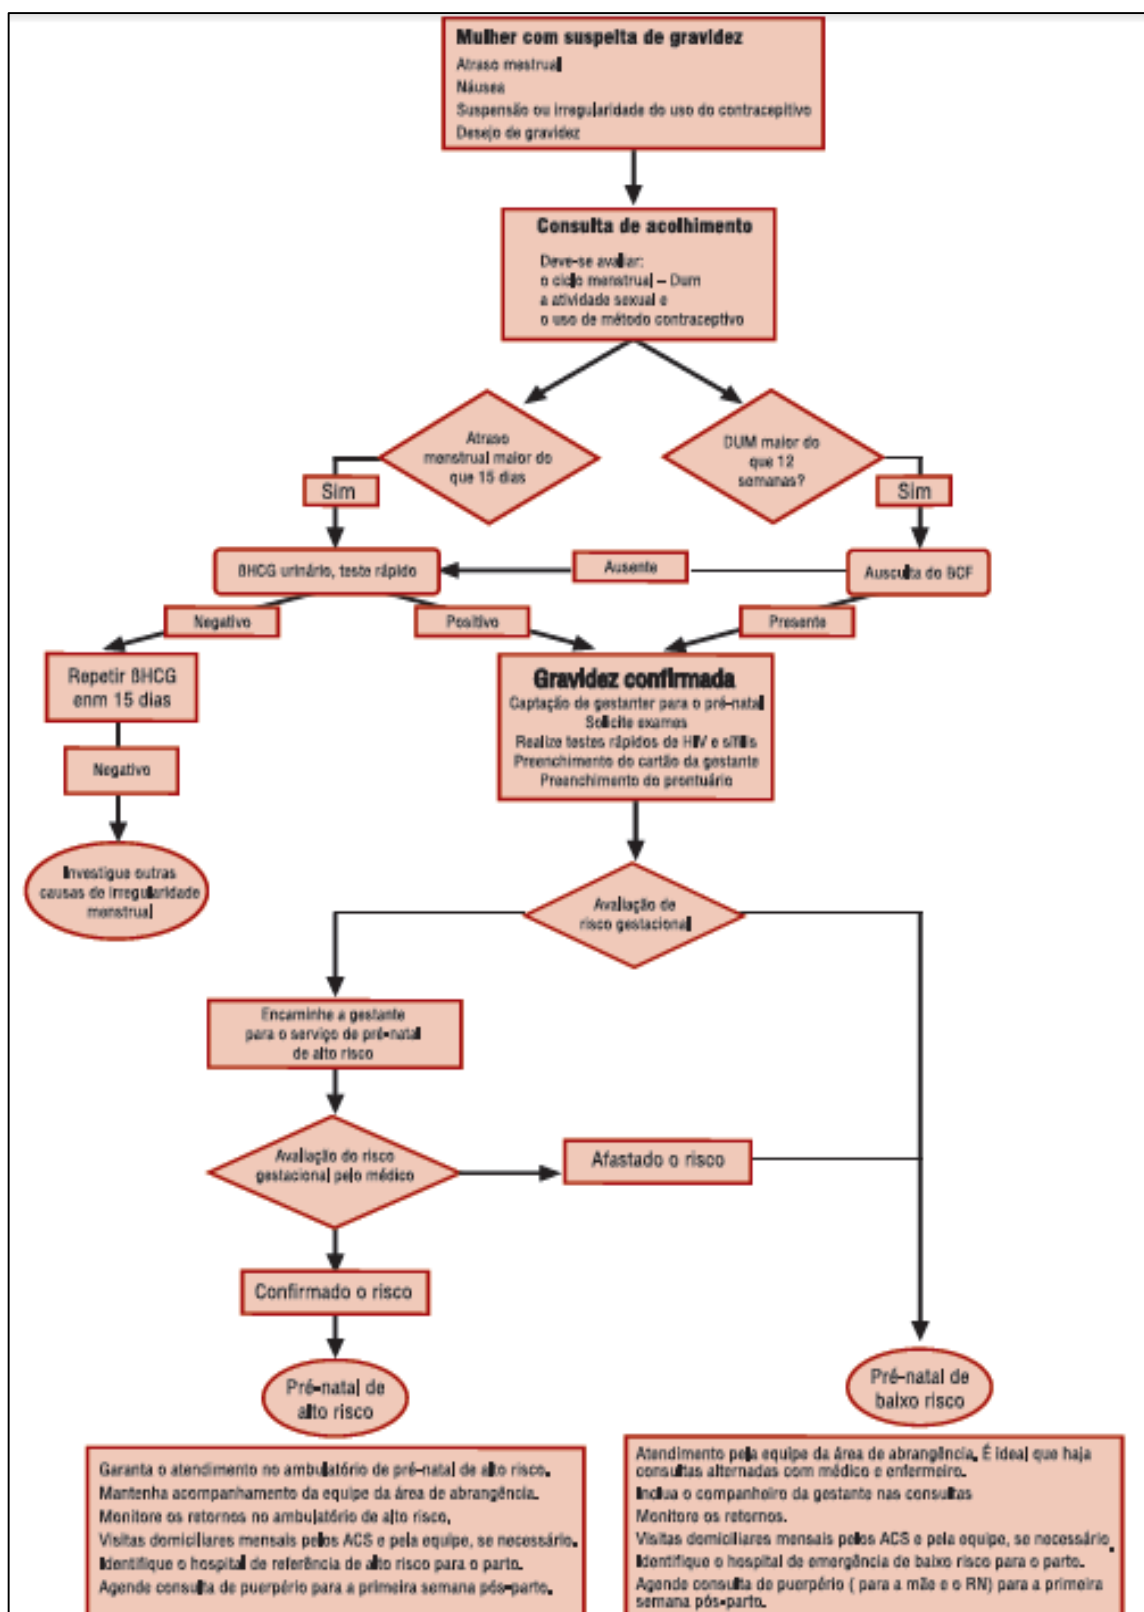 Mulher com suspeita de gravidez
Atraso mestrual
Náusea
Suspensão ou irregularidade do uso do contracepitivo
Desejo de gravidez
Consulta de acolhimento
Deve-se avaliar:
o ciclo menstrual – Dum
a atividade sexual e
o uso de método contraceptivo
Atraso
menstrual maior do
que 15 dias
DUM maior do
que 12
semanas?
Sim
Sim
BHCG urinário, teste rápido
Ausente
Ausculta do BCF
Negativo
Positivo
Presente
Repetir BHCG
enm 15 dias
Gravidez confirmada
Captação de gestanter para o pré-natal
Solicite exames
Realize testes rápidos de HIV e sífilis
Preenchimento do cartão da gestante
Preenchimento do prontuário
Negativo
Investigue outras
causas de irregularidade
menstrual
Avaliação de
risco gestacional
Encaminhe a gestante
para o serviço de pré-natal
de alto risco
Avaliação do risco
gestacional pelo médico
Afastado o risco
Confirmado o risco
Pré-natal de
alto risco
Pré-natal de
baixo risco
Garanta o atendimento no ambulatório de pré-natal de alto risco.
Mantenha acompanhamento da equipe da área de abrangência.
Monitore os retornos no ambulatório de alto risco.
Visitas domiciliares mensais pelos ACS e pela equipe, se necessário.
Identifique o hospital de referência de alto risco para o parto.
Agende consulta de puerpério para a primeira semana pós-parto.
Atendimento pela equipe da área de abrangência. É ideal que haja
consultas alternadas com médico e enfermeiro.
Inclua o companheiro da gestante nas consultas
Monitore os retornos.
Visitas domiciliares mensais pelos ACS e pela equipe, se necessário.
Identifique o hospital de emergência de baixo risco para o parto.
Agende consulta de puerpério ( para a mãe e o RN) para a primeira
semana pós-parto.